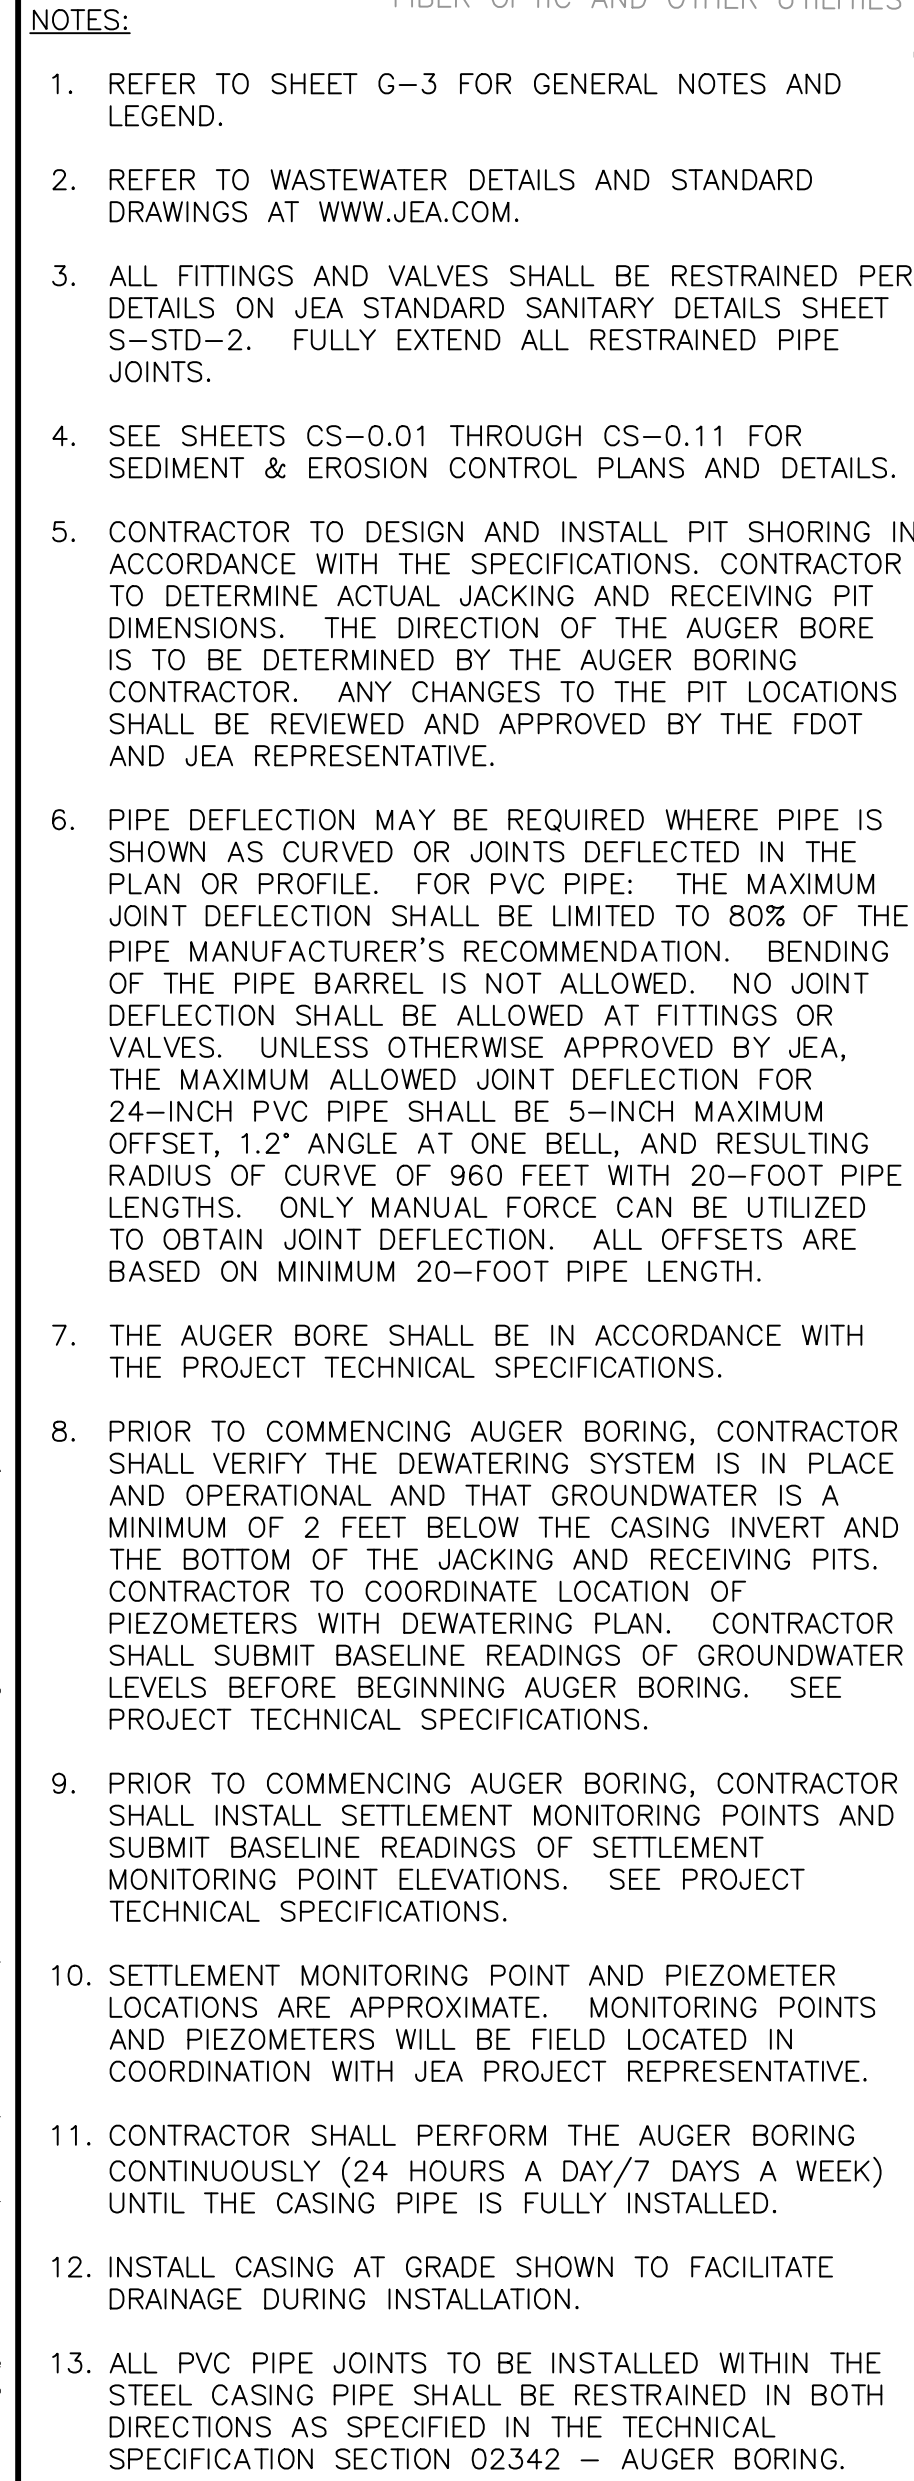 FIBER OPTIC AND OTHER UTILITIES
NOTES:
1. REFER TO SHEET G-3 FOR GENERAL NOTES AND
LEGEND.
2. REFER TO WASTEWATER DETAILS AND STANDARD
DRAWINGS AT WWW.JEA.COM.
3. ALL FITTINGS AND VALVES SHALL BE RESTRAINED PER
DETAILS ON JEA STANDARD SANITARY DETAILS SHEET
S-STD-2. FULLY EXTEND ALL RESTRAINED PIPE
JOINTS.
4. SEE SHEETS CS-0.01 THROUGH CS-0.11 FOR
SEDIMENT & EROSION CONTROL PLANS AND DETAILS.
5. CONTRACTOR TO DESIGN AND INSTALL PIT SHORING IN
ACCORDANCE WITH THE SPECIFICATIONS. CONTRACTOR
TO DETERMINE ACTUAL JACKING AND RECEIVING PIT
DIMENSIONS. THE DIRECTION OF THE AUGER BORE
IS TO BE DETERMINED BY THE AUGER BORING
CONTRACTOR. ANY CHANGES TO THE PIT LOCATIONS
SHALL BE REVIEWED AND APPROVED BY THE FDOT
AND JEA REPRESENTATIVE.
6. PIPE DEFLECTION MAY BE REQUIRED WHERE PIPE IS
SHOWN AS CURVED OR JOINTS DEFLECTED IN THE
PLAN OR PROFILE. FOR PVC PIPE: THE MAXIMUM
JOINT DEFLECTION SHALL BE LIMITED TO 80% OF THE
PIPE MANUFACTURER'S RECOMMENDATION. BENDING
OF THE PIPE BARREL IS NOT ALLOWED. NO JOINT
DEFLECTION SHALL BE ALLOWED AT FITTINGS OR
VALVES. UNLESS OTHERWISE APPROVED BY JEA,
THE MAXIMUM ALLOWED JOINT DEFLECTION FOR
24-INCH PVC PIPE SHALL BE 5-INCH MAXIMUM
OFFSET, 1.2° ANGLE AT ONE BELL, AND RESULTING
RADIUS OF CURVE OF 960 FEET WITH 20-FOOT PIPE
LENGTHS. ONLY MANUAL FORCE CAN BE UTILIZED
TO OBTAIN JOINT DEFLECTION. ALL OFFSETS ARE
BASED ON MINIMUM 20-FOOT PIPE LENGTH.
7. THE AUGER BORE SHALL BE IN ACCORDANCE WITH
THE PROJECT TECHNICAL SPECIFICATIONS.
8. PRIOR TO COMMENCING AUGER BORING, CONTRACTOR
SHALL VERIFY THE DEWATERING SYSTEM IS IN PLACE
AND OPERATIONAL AND THAT GROUNDWATER IS A
MINIMUM OF 2 FEET BELOW THE CASING INVERT AND
THE BOTTOM OF THE JACKING AND RECEIVING PITS.
CONTRACTOR TO COORDINATE LOCATION OF
PIEZOMETERS WITH DEWATERING PLAN. CONTRACTOR
SHALL SUBMIT BASELINE READINGS OF GROUNDWATER
LEVELS BEFORE BEGINNING AUGER BORING. SEE
PROJECT TECHNICAL SPECIFICATIONS.
9. PRIOR TO COMMENCING AUGER BORING, CONTRACTOR
SHALL INSTALL SETTLEMENT MONITORING POINTS AND
SUBMIT BASELINE READINGS OF SETTLEMENT
MONITORING POINT ELEVATIONS. SEE PROJECT
TECHNICAL SPECIFICATIONS.
10. SETTLEMENT MONITORING POINT AND PIEZOMETER
LOCATIONS ARE APPROXIMATE. MONITORING POINTS
AND PIEZOMETERS WILL BE FIELD LOCATED IN
COORDINATION WITH JEA PROJECT REPRESENTATIVE.
11. CONTRACTOR SHALL PERFORM THE AUGER BORING
CONTINUOUSLY (24 HOURS A DAY/7 DAYS A WEEK)
UNTIL THE CASING PIPE IS FULLY INSTALLED.
12. INSTALL CASING AT GRADE SHOWN TO FACILITATE
DRAINAGE DURING INSTALLATION.
13. ALL PVC PIPE JOINTS TO BE INSTALLED WITHIN THE
STEEL CASING PIPE SHALL BE RESTRAINED IN BOTH
DIRECTIONS AS SPECIFIED IN THE TECHNICAL
SPECIFICATION SECTION 02342 - AUGER BORING.